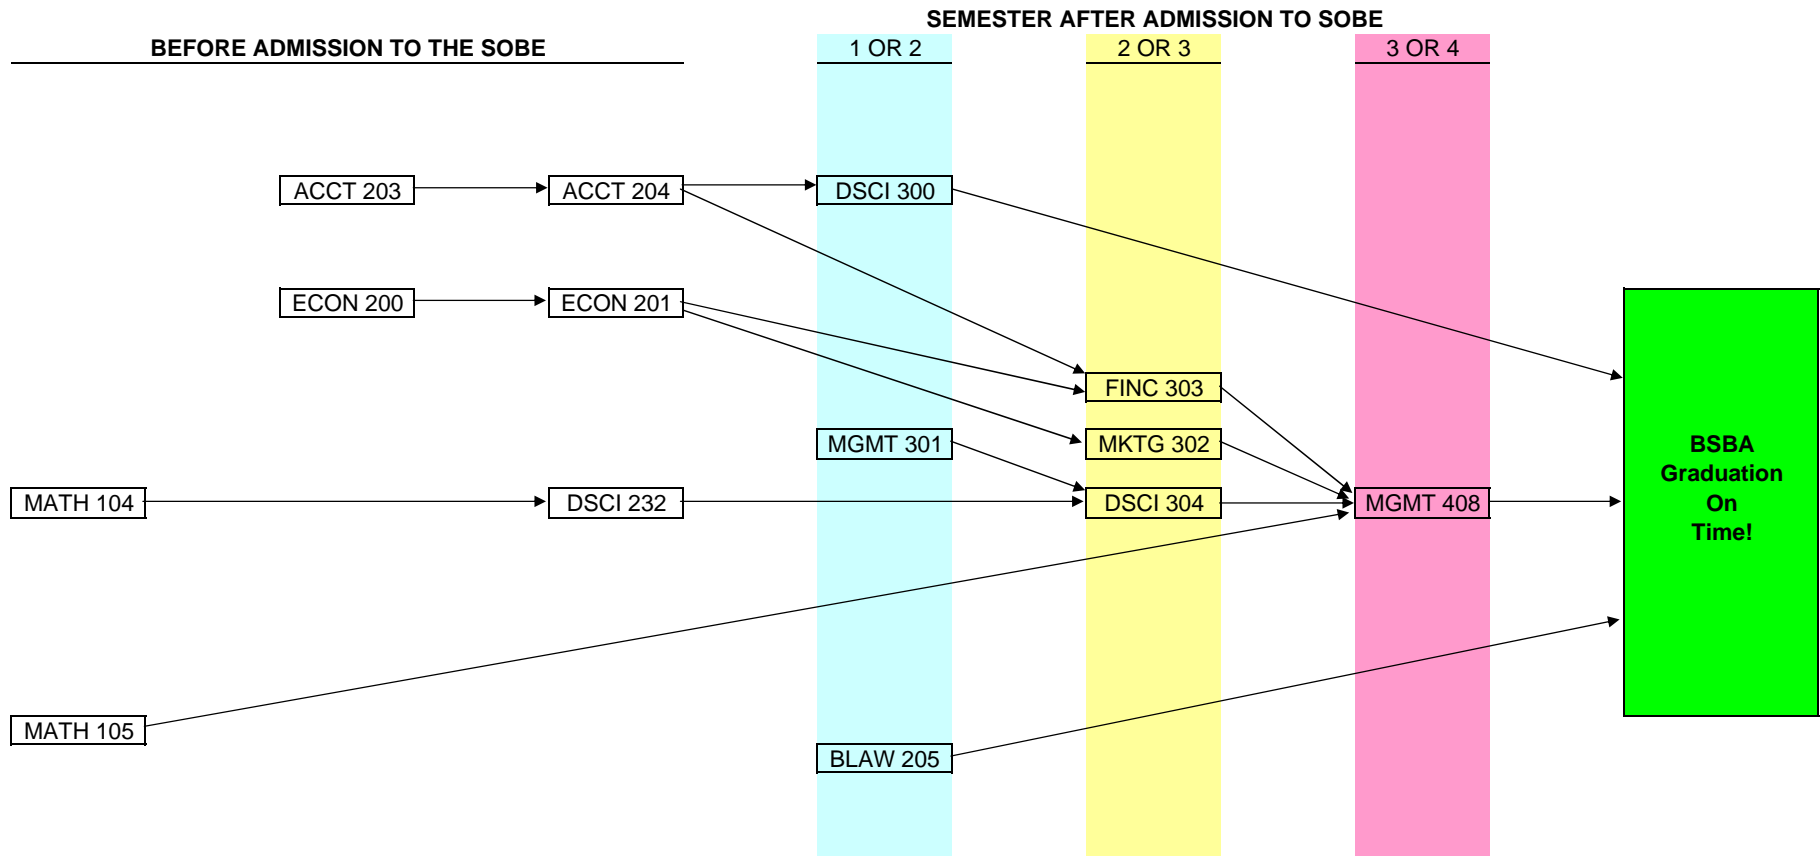 SEMESTER AFTER ADMISSION TO SOBE
BEFORE ADMISSION TO THE SOBE
1 OR 2
2 OR 3
3 OR 4
ACCT 203
ACCT 204
DSCI 300
ECON 200
ECON 201
FINC 303
MGMT 301
MKTG 302
MATH 104
DSCI 232
DSCI 304
MGMT 408
BSBA
Graduation
On
Time!
MATH 105
BLAW 205